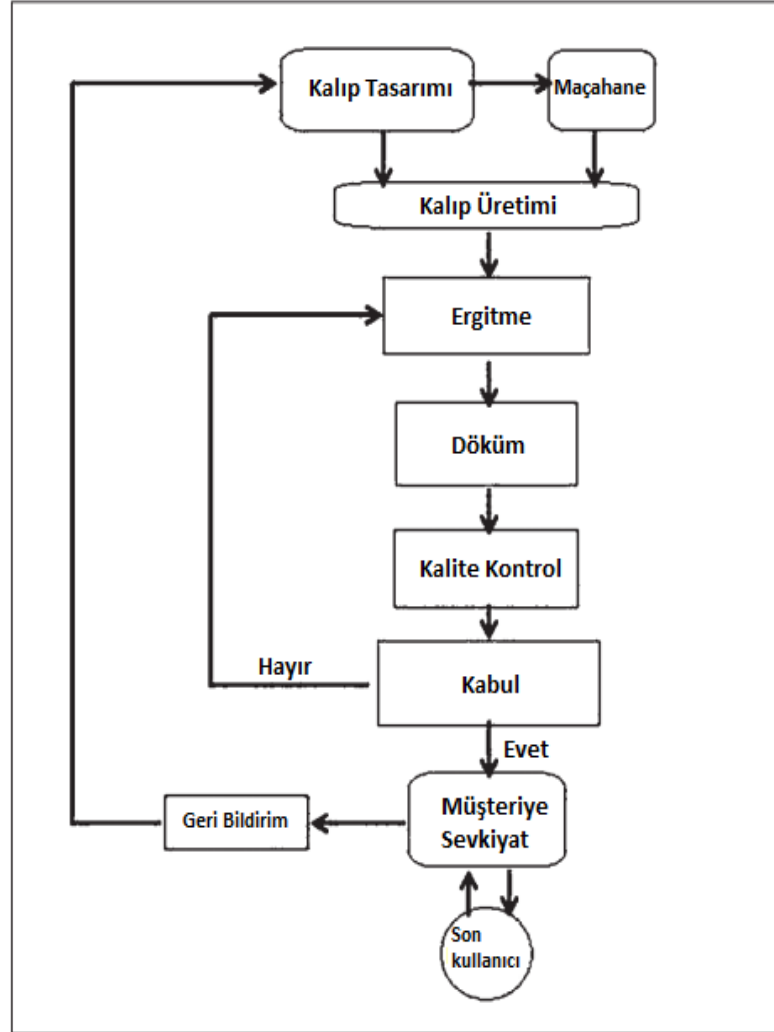 Kalıp Tasarımı
Maçahane
Kalıp Üretimi
Ergitme
Döküm
Kalite Kontrol
Hayır
Kabul
Evet
Geri Bildirim
Müşteriye
Sevkiyat
Son
kullanıcı